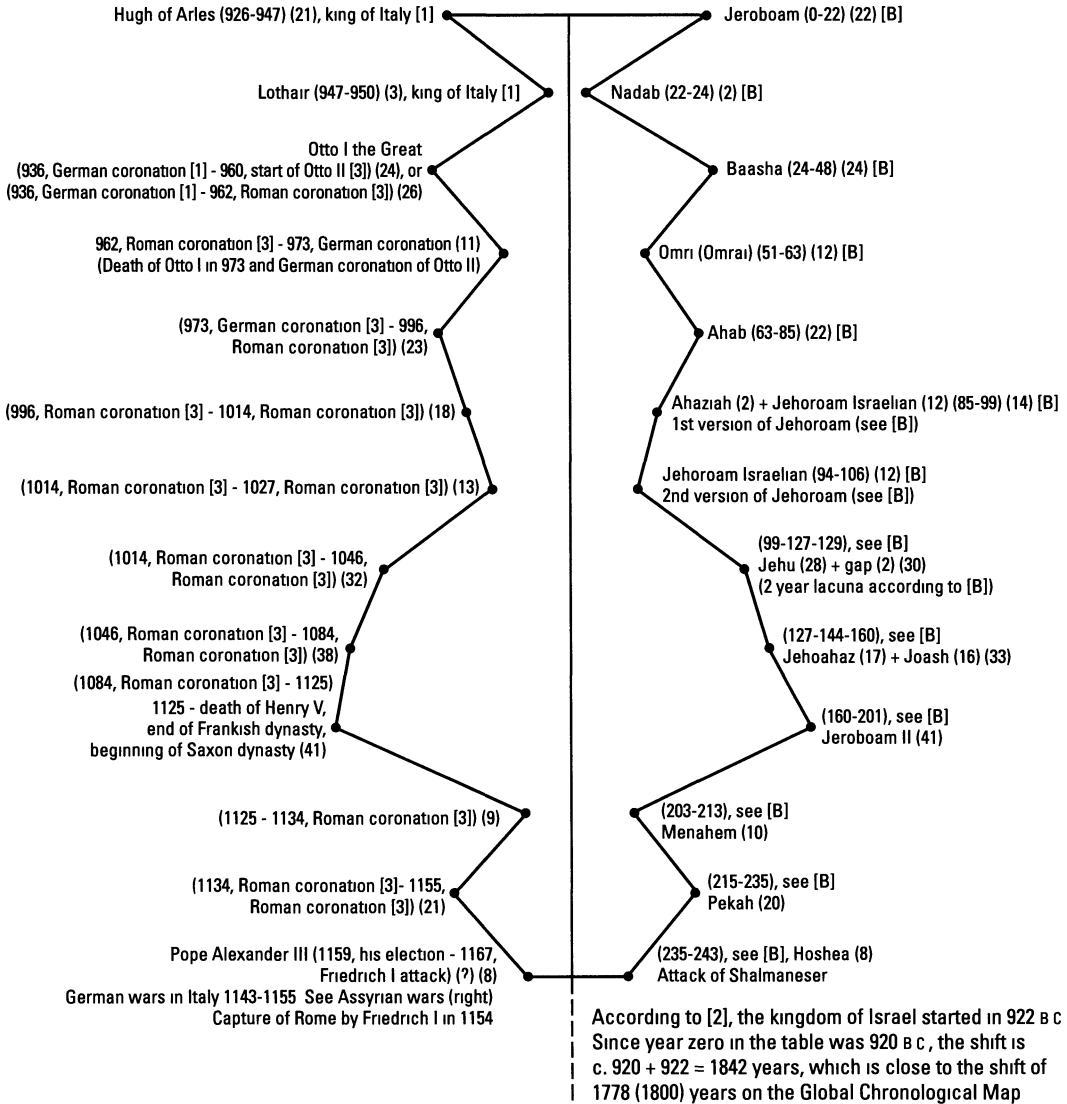 Hugh of Arles (926-947) (21), king of Italy [1]
Jeroboam (0-22) (22) [B]
Lothair (947-950) (3), king of Italy [1]
Nadab (22-24) (2) [B]
Otto I the Great
(936, German coronation [1] - 960, start of Otto II [3]) (24), or
(936, German coronation [1] - 962, Roman coronation [3]) (26)
Baasha (24-48) (24) [B]
962, Roman coronation [3] - 973, German coronation (11)
(Death of Otto I in 973 and German coronation of Otto II)
Omri (Omrai) (51-63) (12) [B]
(973, German coronation [3] - 996,
Roman coronation [3]) (23)
Ahab (63-85) (22) [B]
(996, Roman coronation [3] - 1014, Roman coronation [3]) (18)
Ahaziah (2) + Jehoroam Israelian (12) (85-99) (14) [B]
1st version of Jehoroam (see [B])
(1014, Roman coronation [3] - 1027, Roman coronation [3]) (13)
Jehoroam Israelian (94-106) (12) [B]
2nd version of Jehoroam (see [B])
(1014, Roman coronation [3] - 1046,
Roman coronation [3]) (32)
(99-127-129), see [B]
Jehu (28) + gap (2) (30)
(2 year lacuna according to [B])
(1046, Roman coronation [3] - 1084,
Roman coronation [3]) (38)
(127-144-160), see [B]
Jehoahaz (17) + Joash (16) (33)
(1084, Roman coronation [3] - 1125)
1125 - death of Henry V,
end of Frankish dynasty,
beginning of Saxon dynasty (41)
(160-201), see [B]
Jeroboam II (41)
(1125 - 1134, Roman coronation [3]) (9)
(203-213), see [B]
Menahem (10)
(1134, Roman coronation [3]- 1155,
Roman coronation [3]) (21)
(215-235), see [B]
Pekah (20)
Pope Alexander III (1159, his election - 1167,
Friedrich I attack) (?) (8)
German wars in Italy 1143-1155 See Assyrian wars (right)
Capture of Rome by Friedrich I in 1154
(235-243), see [B], Hoshea (8)
Attack of Shalmaneser
According to [2], the kingdom of Israel started in 922 B C
Since year zero in the table was 920 B C, the shift is
c. 920 + 922 = 1842 years, which is close to the shift of
1778 (1800) years on the Global Chronological Map